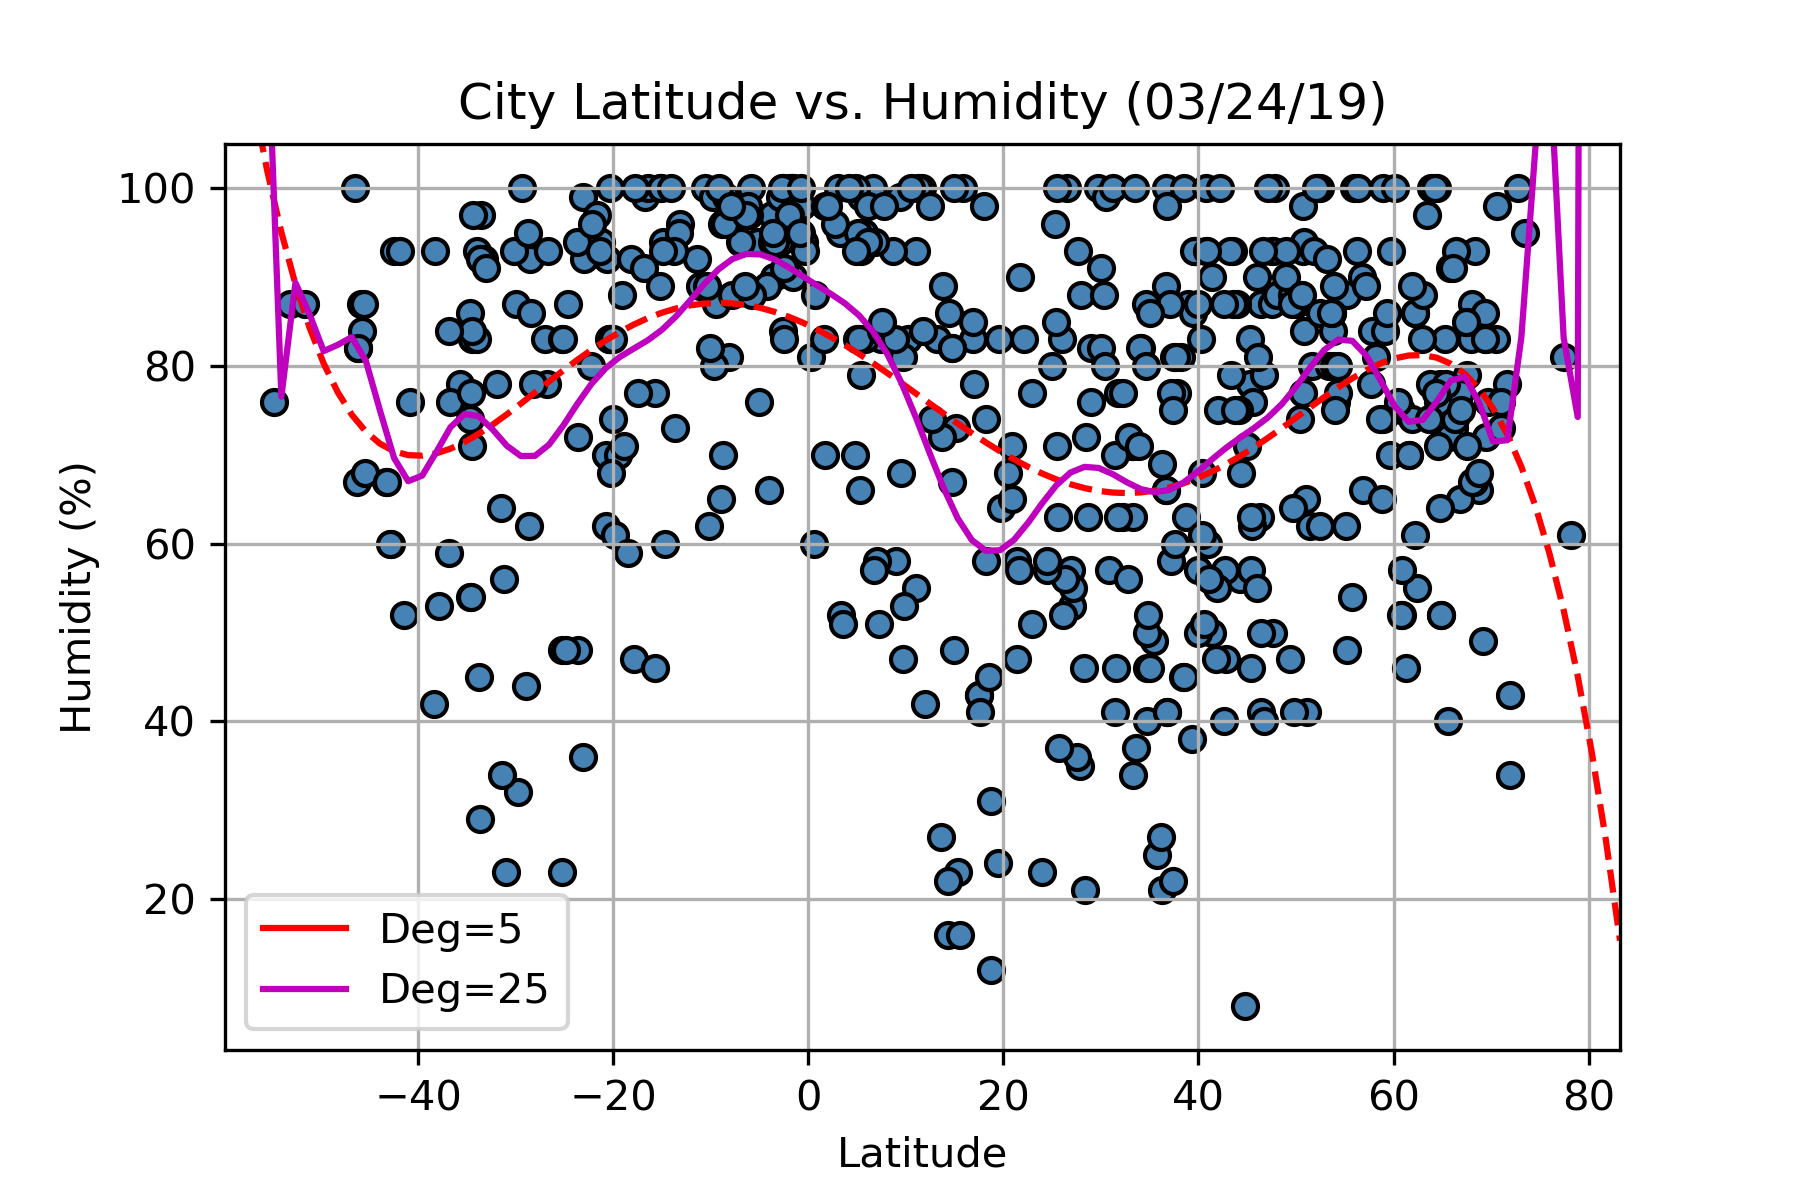 City Latitude vs. Humidity (03/24/19)
Humidity (%)
100
80
60
40
20
Deg=5
Deg=25
−40 −20 0 20 40 60 80
Latitude